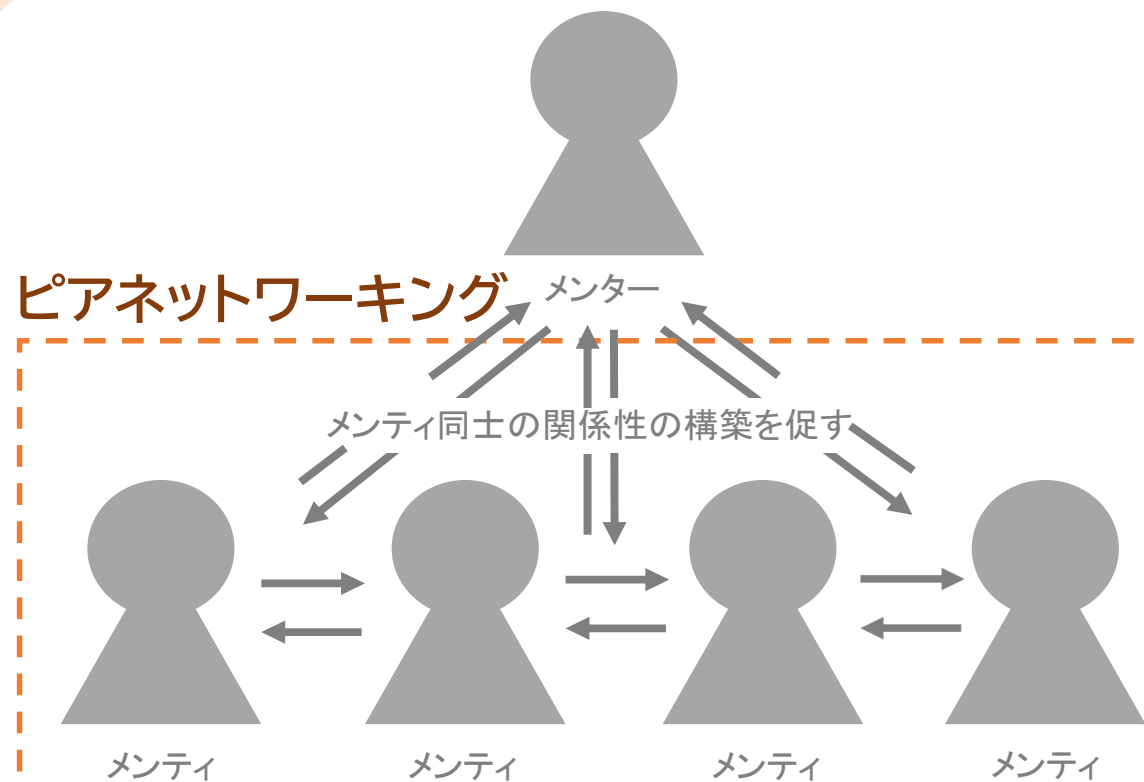 メンター
ピアネットワーキング
メンティ同士の関係性の構築を促す
メンティ
メンティ
メンティ
メンティ